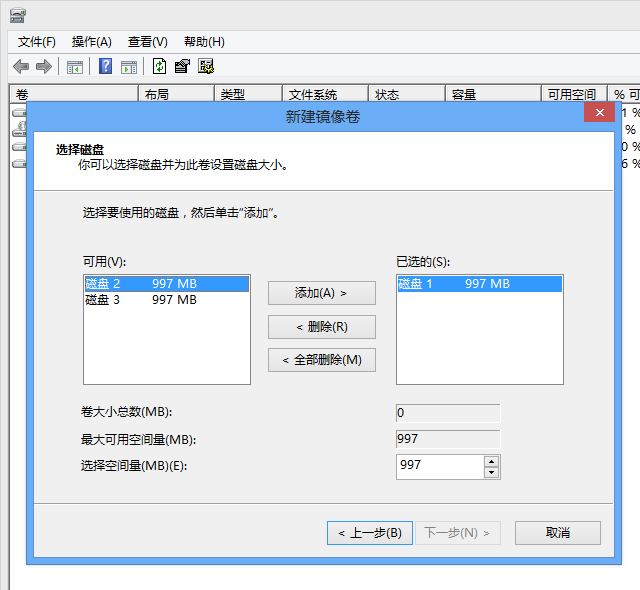 文件(F) 操作(A) 查看(V) 帮助(H)
卷 布局 类型 文件系统 状态 容量 可用空间 % 可
新建镜像卷
1 %
%
0 %
6 %
选择磁盘
你可以选择磁盘并为此卷设置磁盘大小。
选择要使用的磁盘，然后单击“添加”。
可用(V): 已选的(S):
磁盘 2 997 MB 添加(A) > 磁盘 1 997 MB
磁盘 3 997 MB
< 删除(R)
< 全部删除(M)
卷大小总数(MB): 0
最大可用空间量(MB): 997
选择空间量(MB)(E): 997
< 上一步(B) 下一步(N) > 取消